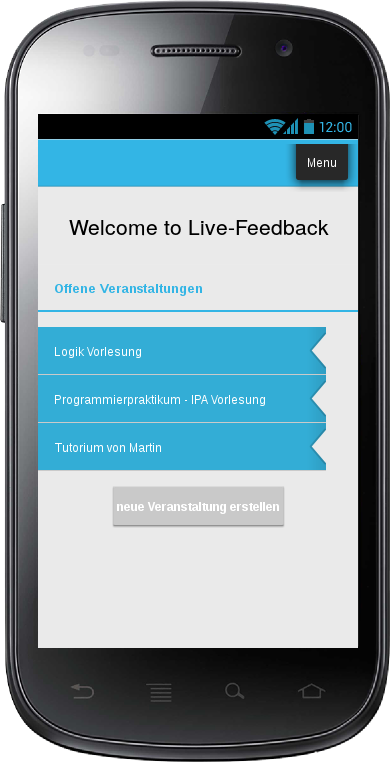 12:00
Menu
Welcome to Live-Feedback
Offene Veranstaltungen
Logik Vorlesung
Programmierpraktikum - IPA Vorlesung
Tutorium von Martin
neue Veranstaltung erstellen